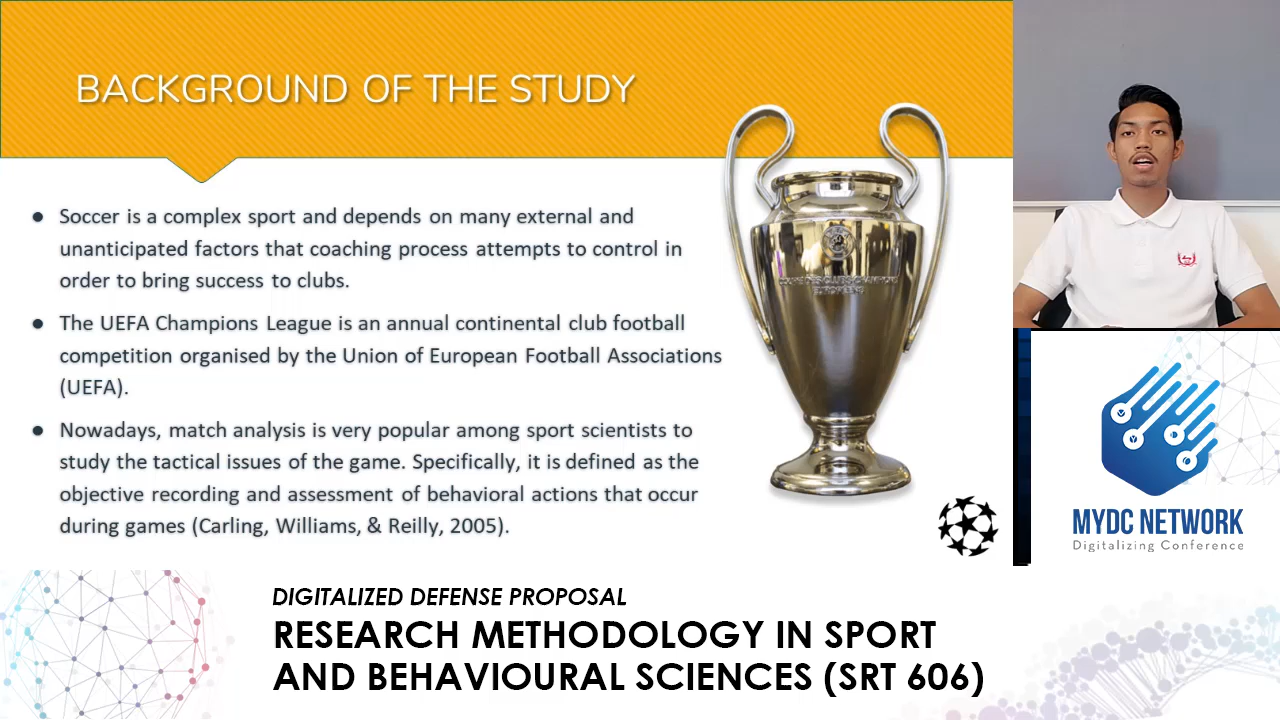 BACKGROUND OF THE STUDY
● Soccer is a complex sport and depends on many external and
unanticipated factors that coaching process attempts to control in
order to bring success to clubs.
● The UEFA Champions League is an annual continental club football
competition organised by the Union of European Football Associations
(UEFA).
● Nowadays, match analysis is very popular among sport scientists to
study the tactical issues of the game. Specifically, it is defined as the
objective recording and assessment of behavioral actions that occur
during games (Carling, Williams, & Reilly, 2005).
MYDC NETWORK
Digitalizing Conference
DIGITALIZED DEFENSE PROPOSAL
RESEARCH METHODOLOGY IN SPORT
AND BEHAVIOURAL SCIENCES (SRT 606)